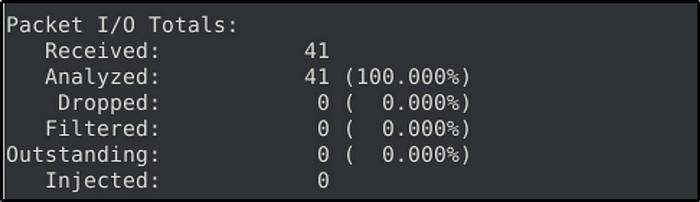 Packet I/O Totals:
   Received:           41
   Analyzed:           41 (100.000%)
    Dropped:            0 (  0.000%)
   Filtered:            0 (  0.000%)
Outstanding:            0 (  0.000%)
   Injected:            0